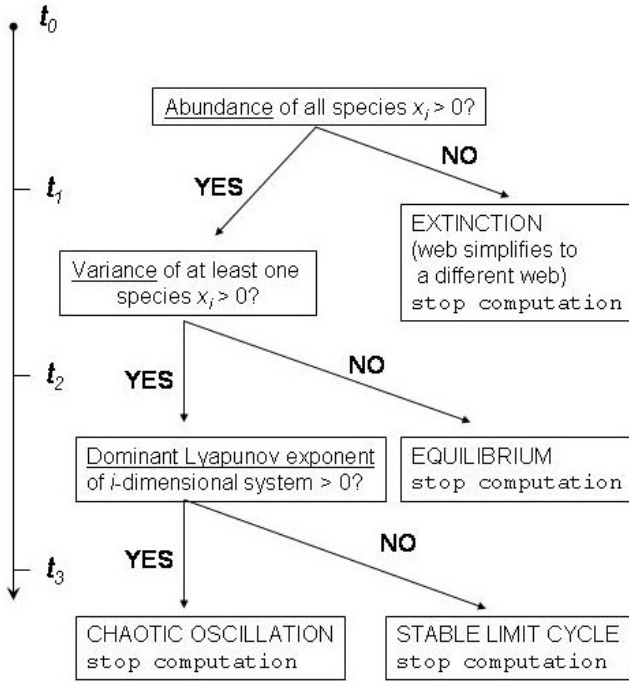 t0
Abundance of all species xi > 0?
NO
YES
t1
EXTINCTION
(web simplifies to
a different web)
stop computation
Variance of at least one
species xi > 0?
NO
YES
t2
Dominant Lyapunov exponent
of i-dimensional system > 0?
EQUILIBRIUM
stop computation
NO
YES
t3
CHAOTIC OSCILLATION
stop computation
STABLE LIMIT CYCLE
stop computation